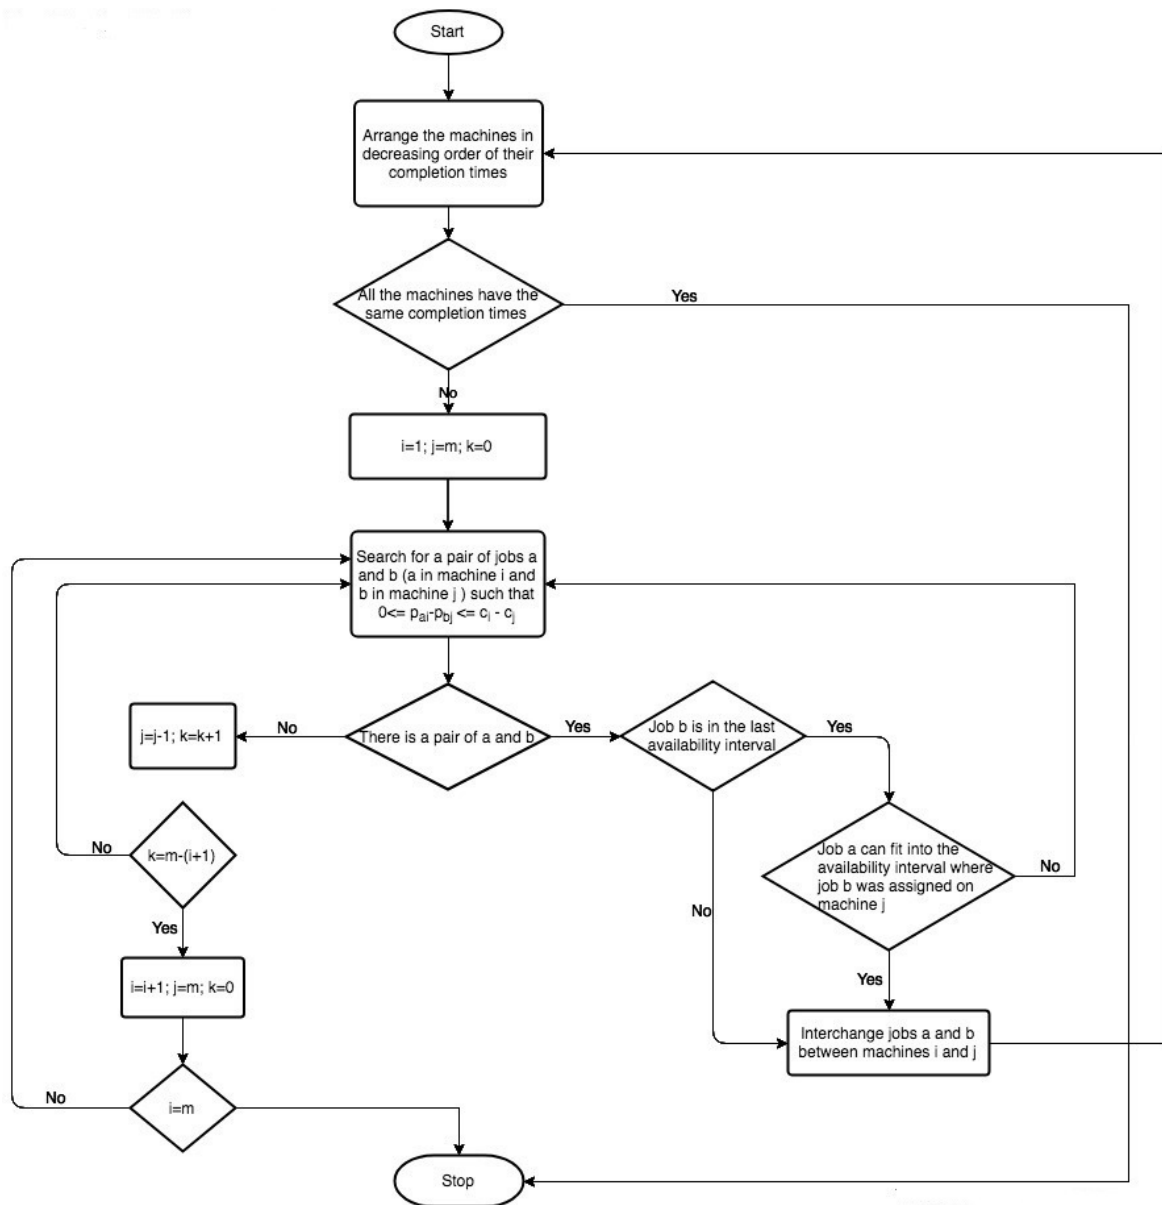 Start
Arrange the machines in
decreasing order of their
completion times
All the machines have the
same completion times
Yes
No
i=1; j=m; k=0
Search for a pair of jobs a
and b (a in machine i and
b in machine j ) such that
0<= pai-pbj <= ci - cj
There is a pair of a and b
No
Yes
j=j-1; k=k+1
Job b is in the last
availability interval
Yes
No
k=m-(i+1)
No
Yes
Job a can fit into the
availability interval where
job b was assigned on
machine j
No
Yes
i=i+1; j=m; k=0
Interchange jobs a and b
between machines i and j
i=m
No
Stop